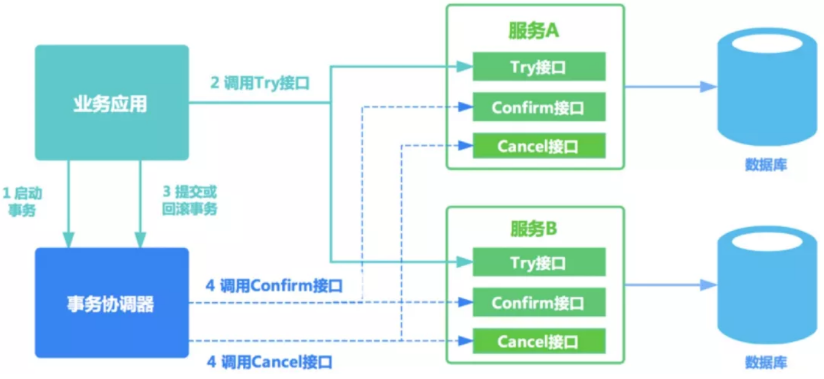 服务A
Try接口
业务应用
2 调用Try接口
Confirm接口
Cancel接口
数据库
1 启动
事务
3 提交或
回滚事务
服务B
Try接口
事务协调器
4 调用Confirm接口
Confirm接口
4 调用Cancel接口
Cancel接口
数据库